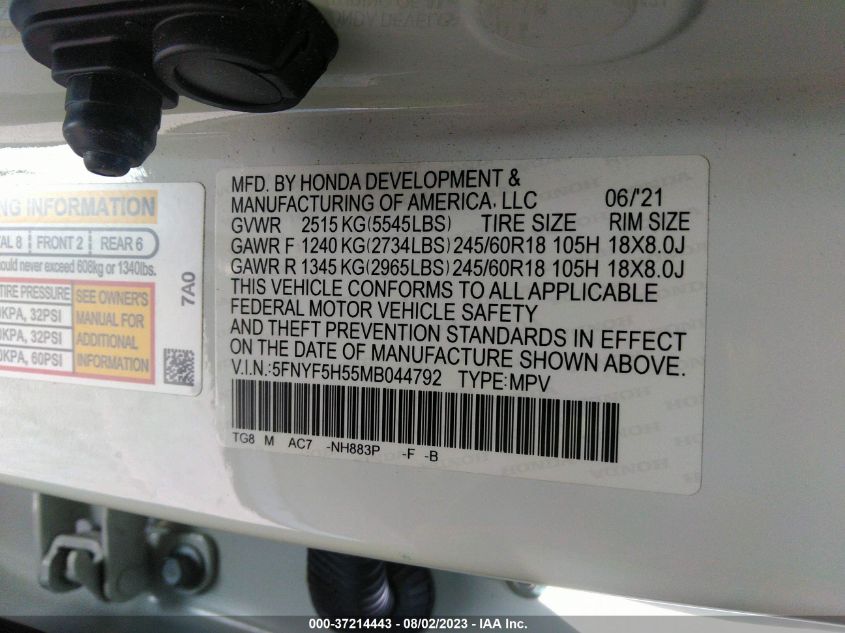 NG INFORMATION
AL 8 FRONT 2 REAR 6
ould never exceed 608kg or 1340lbs.
TIRE PRESSURE SEE OWNER'S
KPA, 32PSI MANUAL FOR
KPA, 32PSI ADDITIONAL
KPA, 60PSI INFORMATION
7A0
MFD. BY HONDA DEVELOPMENT &
MANUFACTURING OF AMERICA, LLC 06/'21
GVWR 2515 KG(5545LBS) TIRE SIZE RIM SIZE
GAWR F 1240 KG(2734LBS) 245/60R18 105H 18X8.0J
GAWR R 1345 KG(2965LBS) 245/60R18 105H 18X8.0J
THIS VEHICLE CONFORMS TO ALL APPLICABLE
FEDERAL MOTOR VEHICLE SAFETY
AND THEFT PREVENTION STANDARDS IN EFFECT
ON THE DATE OF MANUFACTURE SHOWN ABOVE.
V.I.N.:5FNYF5H55MB044792 TYPE:MPV
TG8 M AC7 -NH883P -F -B
000-37214443 - 08/02/2023 - IAA Inc.